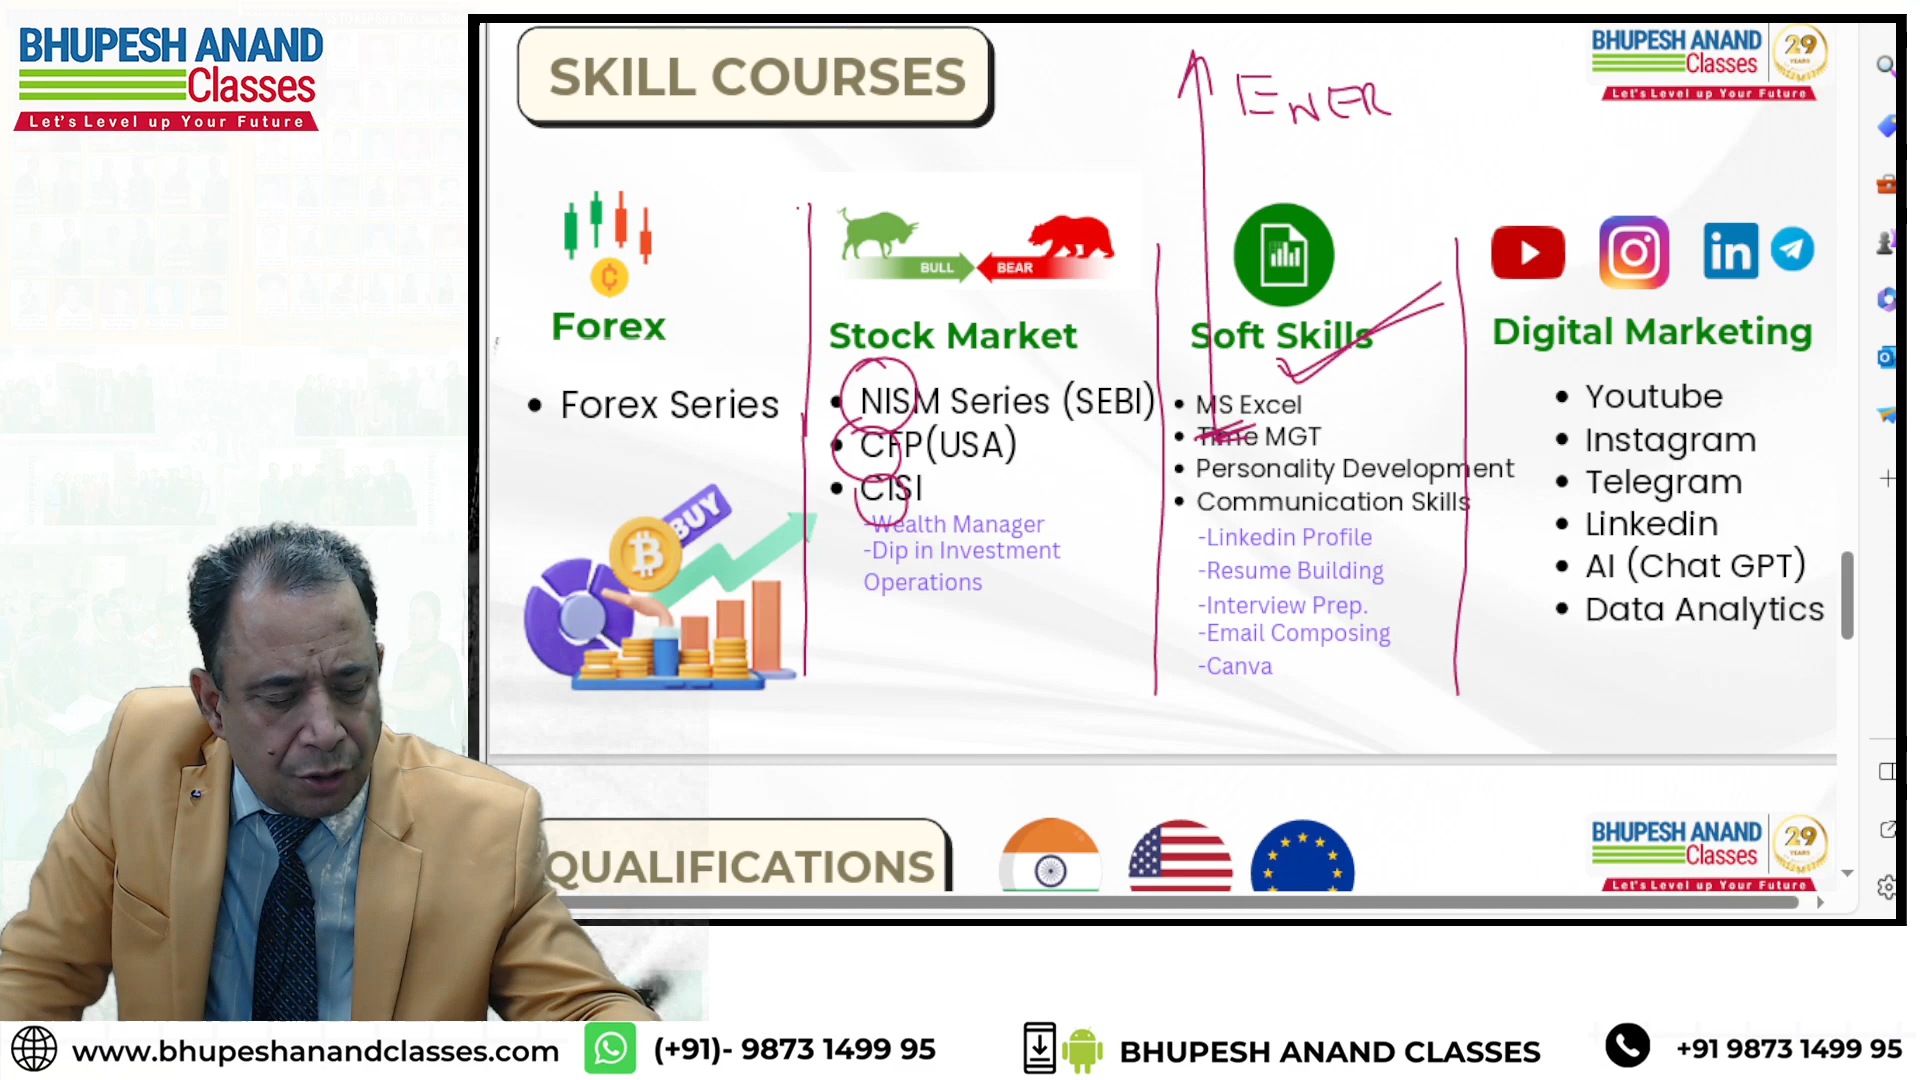 BHUPESH ANAND
Classes
Let's Level up Your Future
SKILL COURSES
ENER
BHUPESH ANAND
Classes
29
YEARS
Let's Level up Your Future
BULL
BEAR
Forex
Stock Market
Soft Skills
Digital Marketing
• Forex Series
• NISM Series (SEBI)
• CFP(USA)
• CISI
-Wealth Manager
-Dip in Investment
Operations
• MS Excel
• Time MGT
• Personality Development
• Communication Skills
-Linkedin Profile
-Resume Building
-Interview Prep.
-Email Composing
-Canva
• Youtube
• Instagram
• Telegram
• Linkedin
• AI (Chat GPT)
• Data Analytics
BUY
QUALIFICATIONS
BHUPESH ANAND
Classes
29
YEARS
Let's Level up Your Future
www.bhupeshanandclasses.com
(+91)- 9873 1499 95
BHUPESH ANAND CLASSES
+91 9873 1499 95